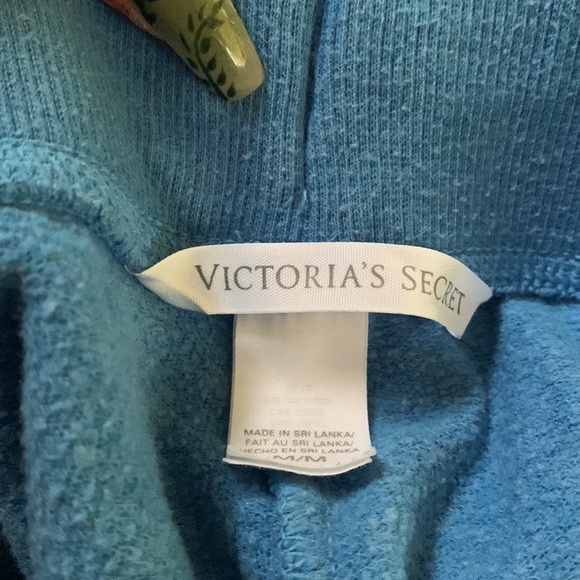 VICTORIA'S SECRET
MADE IN SRI LANKA/
FAIT AU SRI LANKA/
HECHO EN SRI LANKA
M/M